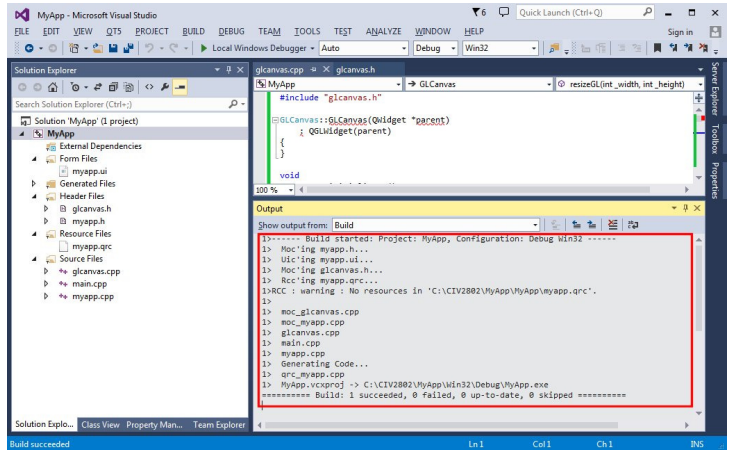 MyApp - Microsoft Visual Studio
6
Quick Launch (Ctrl+Q)
FILE EDIT VIEW QT5 PROJECT BUILD DEBUG TEAM TOOLS TEST ANALYZE WINDOW HELP
Sign in
Local Windows Debugger Auto Debug Win32
Solution Explorer
Search Solution Explorer (Ctrl+;)
Solution 'MyApp' (1 project)
MyApp
External Dependencies
Form Files
myapp.ui
Generated Files
Header Files
glcanvas.h
myapp.h
Resource Files
myapp.qrc
Source Files
glcanvas.cpp
main.cpp
myapp.cpp
Solution Explo... Class View Property Man... Team Explorer
glcanvas.cpp glcanvas.h
MyApp GLCanvas resizeGL(int _width, int _height)
#include "glcanvas.h"
GLCanvas::GLCanvas(QWidget *parent)
: QGLWidget(parent)
{
}
void
100 %
Output
Show output from: Build
1>------ Build started: Project: MyApp, Configuration: Debug Win32 ------
1> Moc'ing myapp.h...
1> Uic'ing myapp.ui...
1> Moc'ing glcanvas.h...
1> Rcc'ing myapp.qrc...
1>RCC : warning : No resources in 'C:\CIV2802\MyApp\MyApp\myapp.qrc'.
1>
1> moc_glcanvas.cpp
1> moc_myapp.cpp
1> glcanvas.cpp
1> main.cpp
1> myapp.cpp
1> Generating Code...
1> qrc_myapp.cpp
1> MyApp.vcxproj -> C:\CIV2802\MyApp\Win32\Debug\MyApp.exe
========== Build: 1 succeeded, 0 failed, 0 up-to-date, 0 skipped ==========
Server Explorer
Toolbox
Properties
Build succeeded Ln 1 Col 1 Ch 1 INS